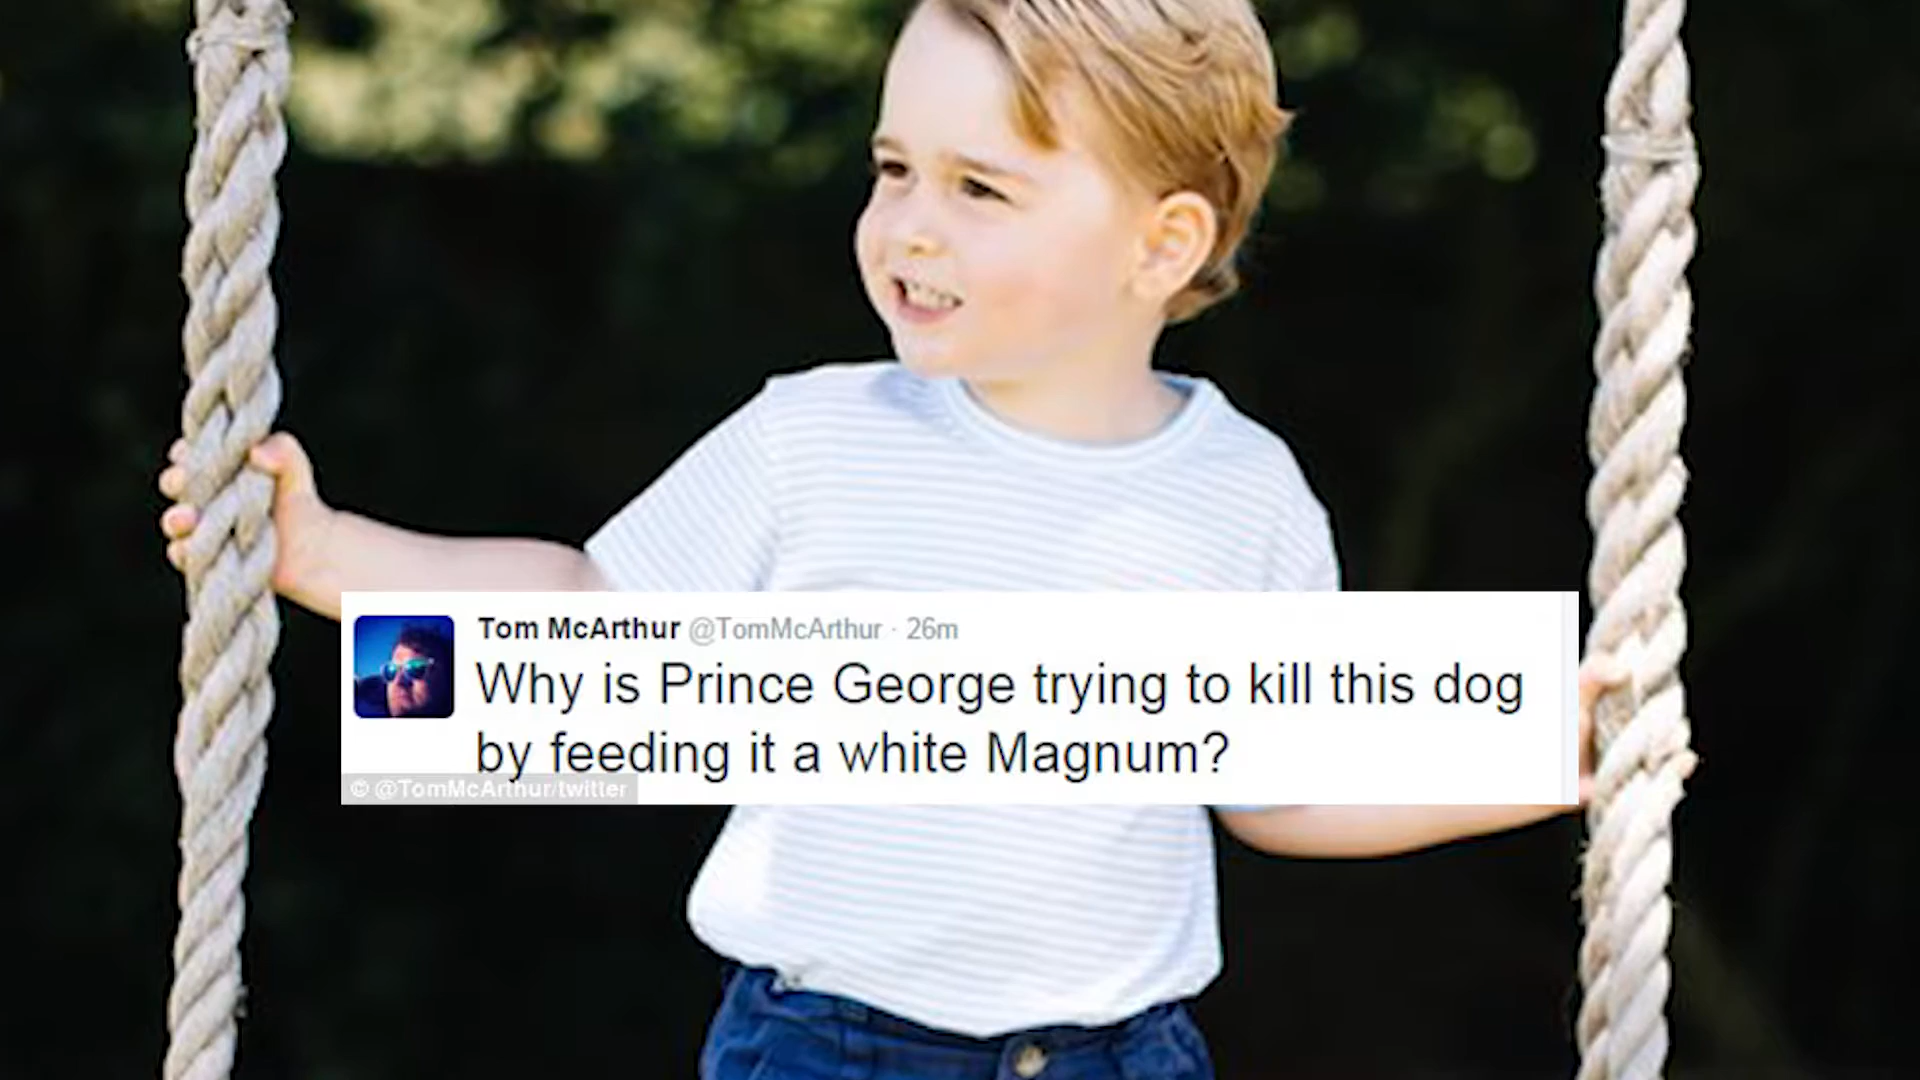 Tom McArthur @TomMcArthur · 26m
Why is Prince George trying to kill this dog
by feeding it a white Magnum?
© @TomMcArthur/twitter